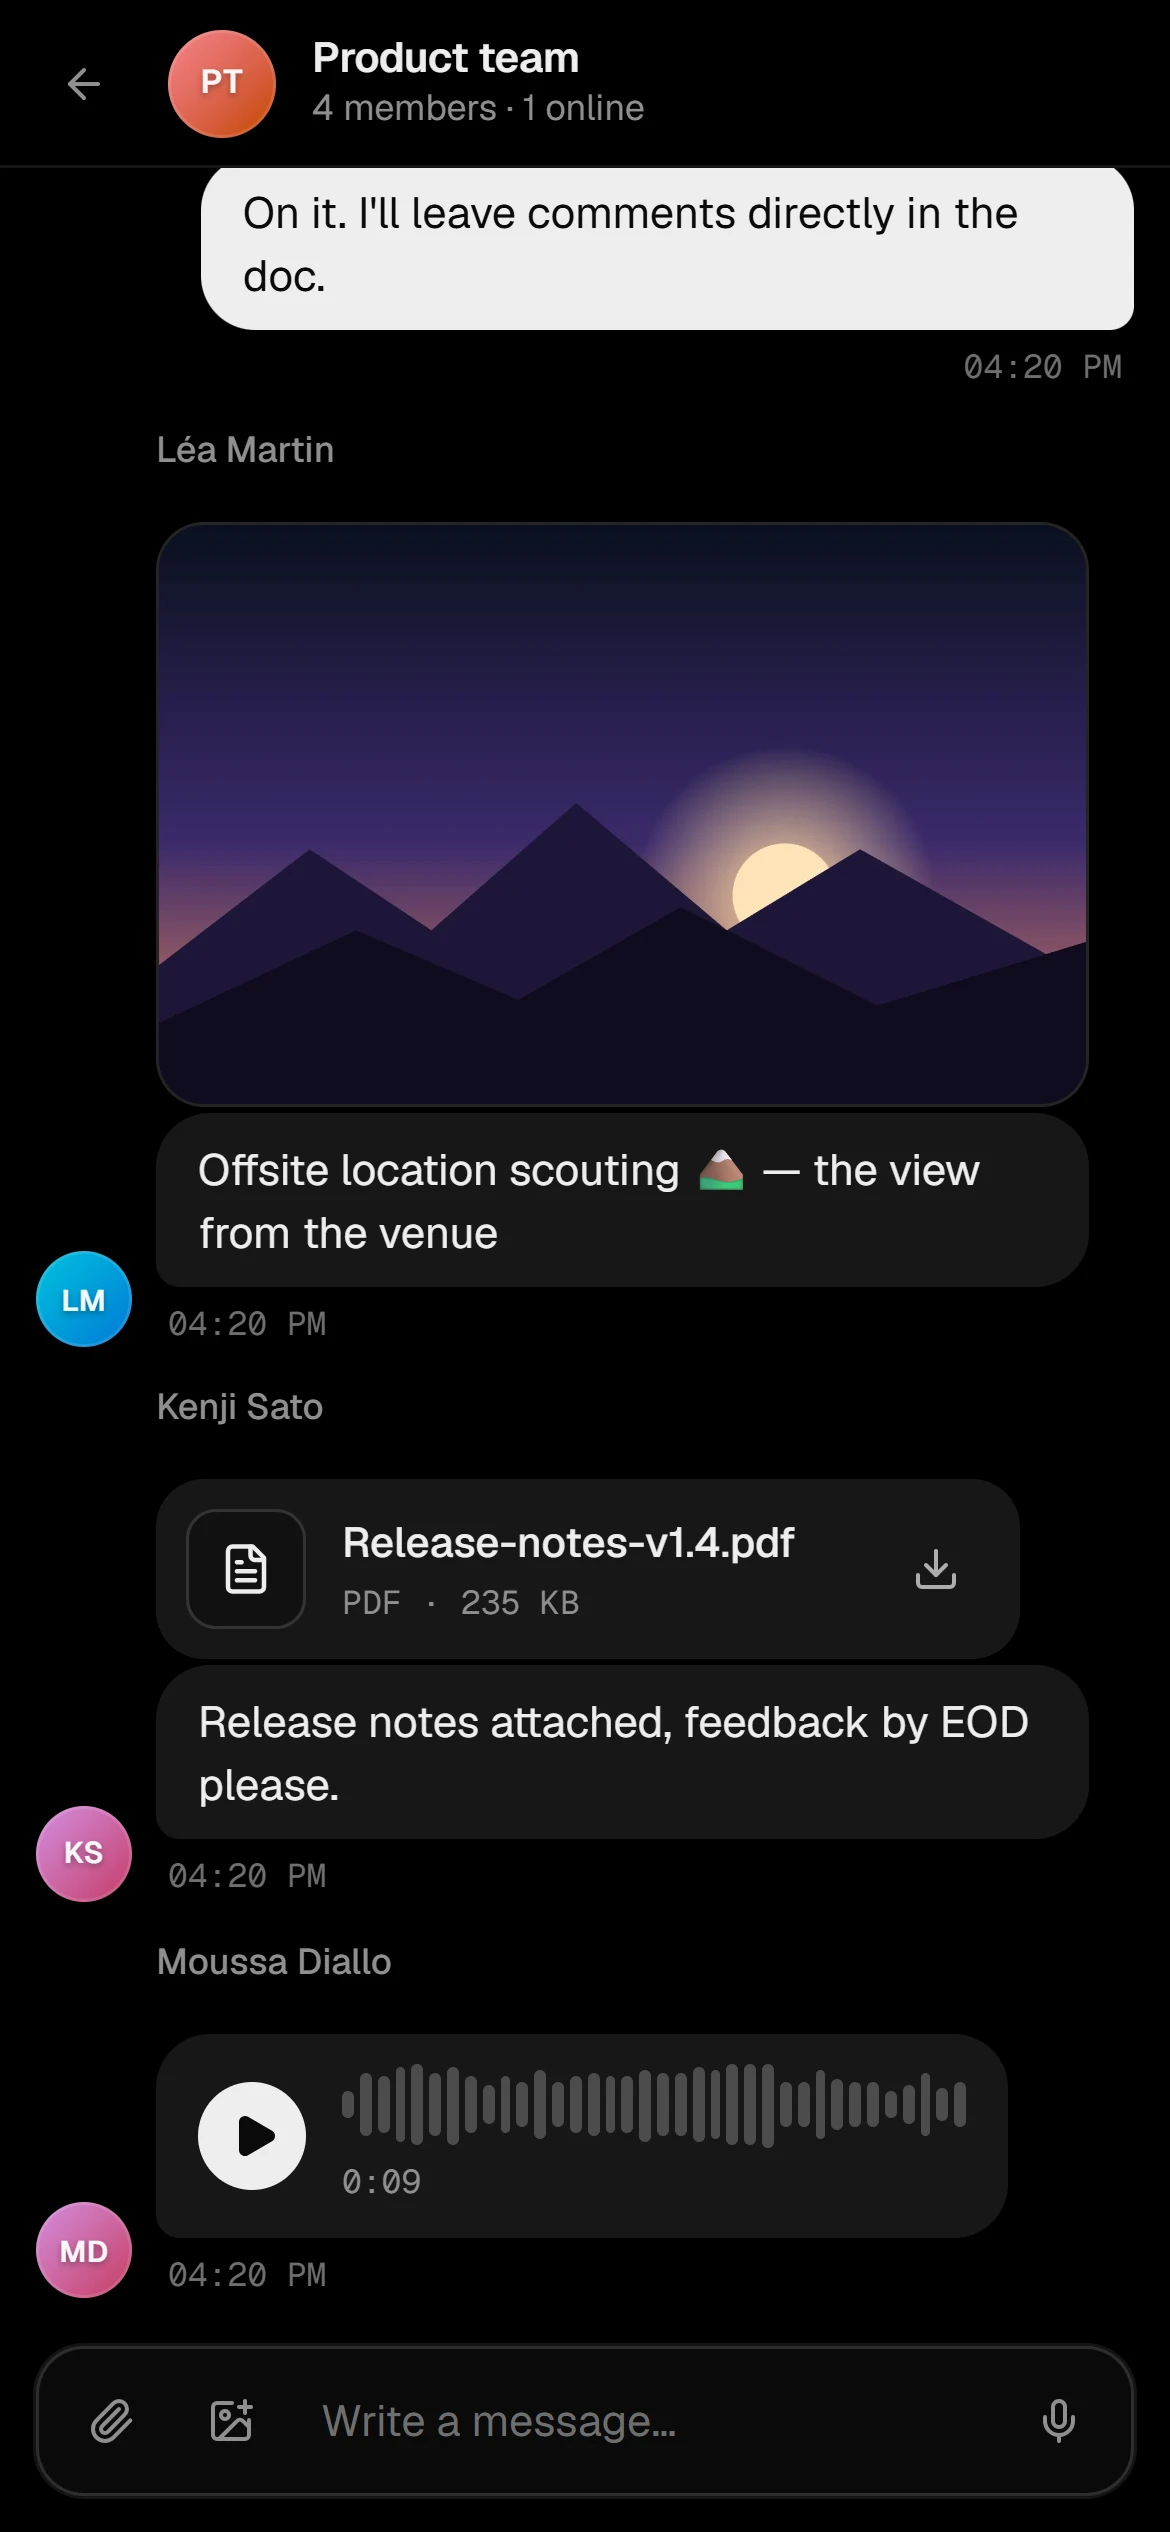 PT
Product team
4 members · 1 online
On it. I'll leave comments directly in the
doc.
04:20 PM
Léa Martin
Offsite location scouting 🏔️ — the view
from the venue
LM
04:20 PM
Kenji Sato
Release-notes-v1.4.pdf
PDF · 235 KB
Release notes attached, feedback by EOD
please.
KS
04:20 PM
Moussa Diallo
0:09
MD
04:20 PM
Write a message...